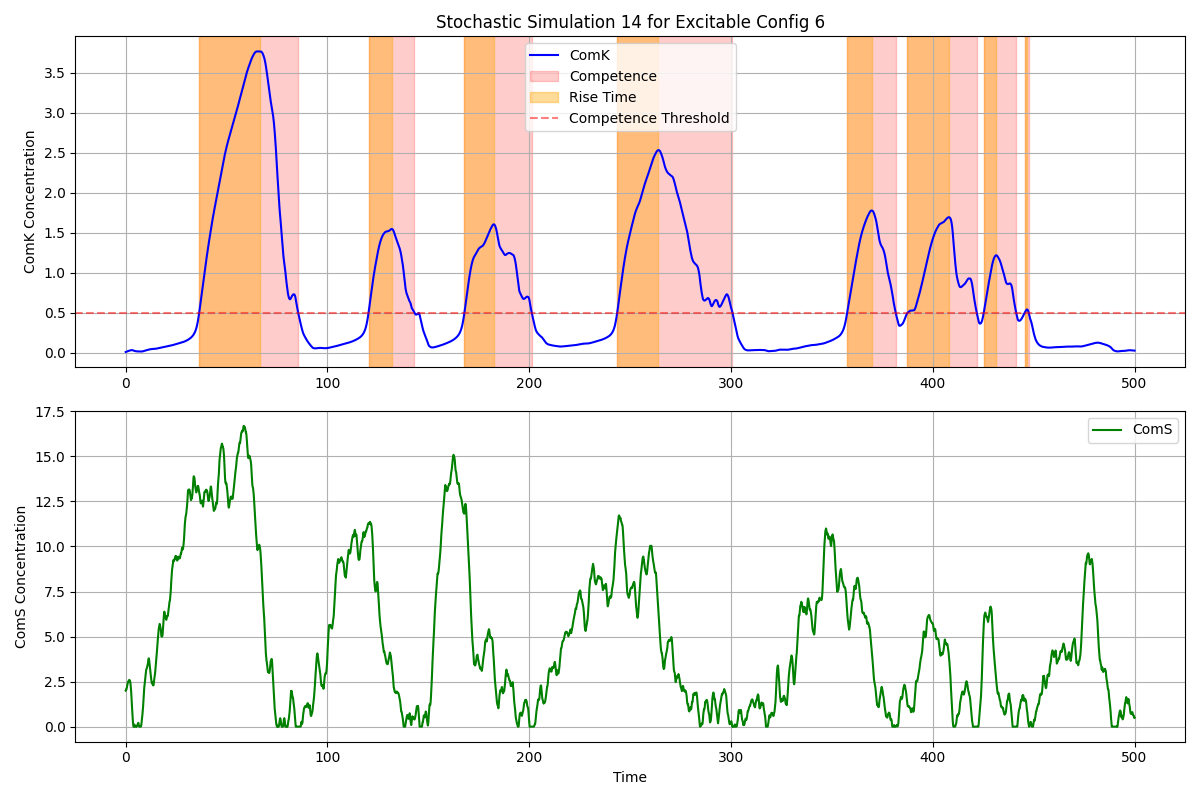 Stochastic Simulation 14 for Excitable Config 6
ComK Concentration
3.5
3.0
2.5
2.0
1.5
1.0
0.5
0.0
ComK
Competence
Rise Time
Competence Threshold
0 100 200 300 400 500
ComS Concentration
17.5
15.0
12.5
10.0
7.5
5.0
2.5
0.0
ComS
0 100 200 300 400 500
Time